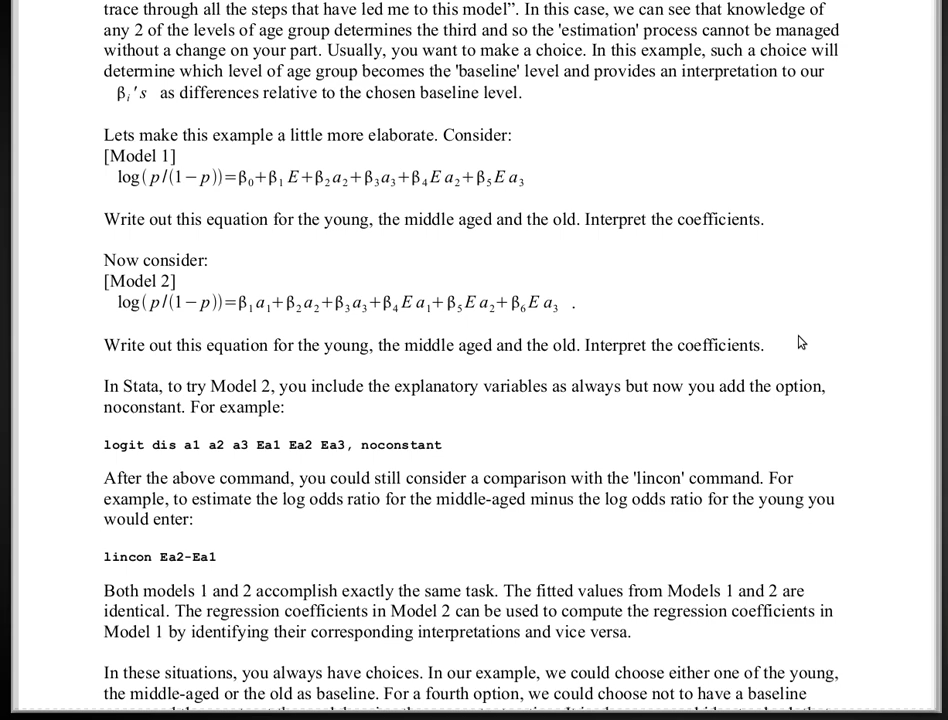 trace through all the steps that have led me to this model”. In this case, we can see that knowledge of
any 2 of the levels of age group determines the third and so the 'estimation' process cannot be managed
without a change on your part. Usually, you want to make a choice. In this example, such a choice will
determine which level of age group becomes the 'baseline' level and provides an interpretation to our
βᵢ's as differences relative to the chosen baseline level.
Lets make this example a little more elaborate. Consider:
[Model 1]
log(p/(1−p))=β₀+β₁E+β₂a₂+β₃a₃+β₄Ea₂+β₅Ea₃
Write out this equation for the young, the middle aged and the old. Interpret the coefficients.
Now consider:
[Model 2]
log(p/(1−p))=β₁a₁+β₂a₂+β₃a₃+β₄Ea₁+β₅Ea₂+β₆Ea₃ .
Write out this equation for the young, the middle aged and the old. Interpret the coefficients.
In Stata, to try Model 2, you include the explanatory variables as always but now you add the option,
noconstant. For example:
logit dis a1 a2 a3 Ea1 Ea2 Ea3, noconstant
After the above command, you could still consider a comparison with the 'lincon' command. For
example, to estimate the log odds ratio for the middle-aged minus the log odds ratio for the young you
would enter:
lincon Ea2-Ea1
Both models 1 and 2 accomplish exactly the same task. The fitted values from Models 1 and 2 are
identical. The regression coefficients in Model 2 can be used to compute the regression coefficients in
Model 1 by identifying their corresponding interpretations and vice versa.
In these situations, you always have choices. In our example, we could choose either one of the young,
the middle-aged or the old as baseline. For a fourth option, we could choose not to have a baseline